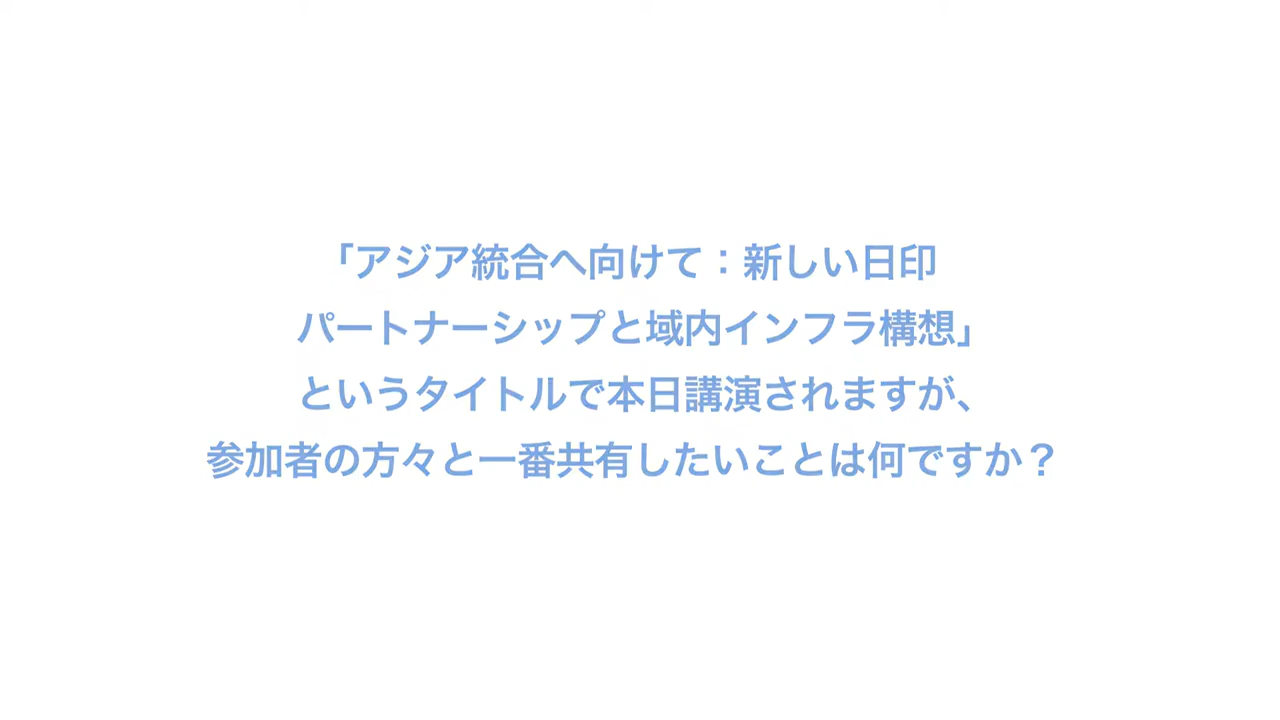 「アジア統合へ向けて：新しい日印
パートナーシップと域内インフラ構想」
というタイトルで本日講演されますが、
参加者の方々と一番共有したいことは何ですか？